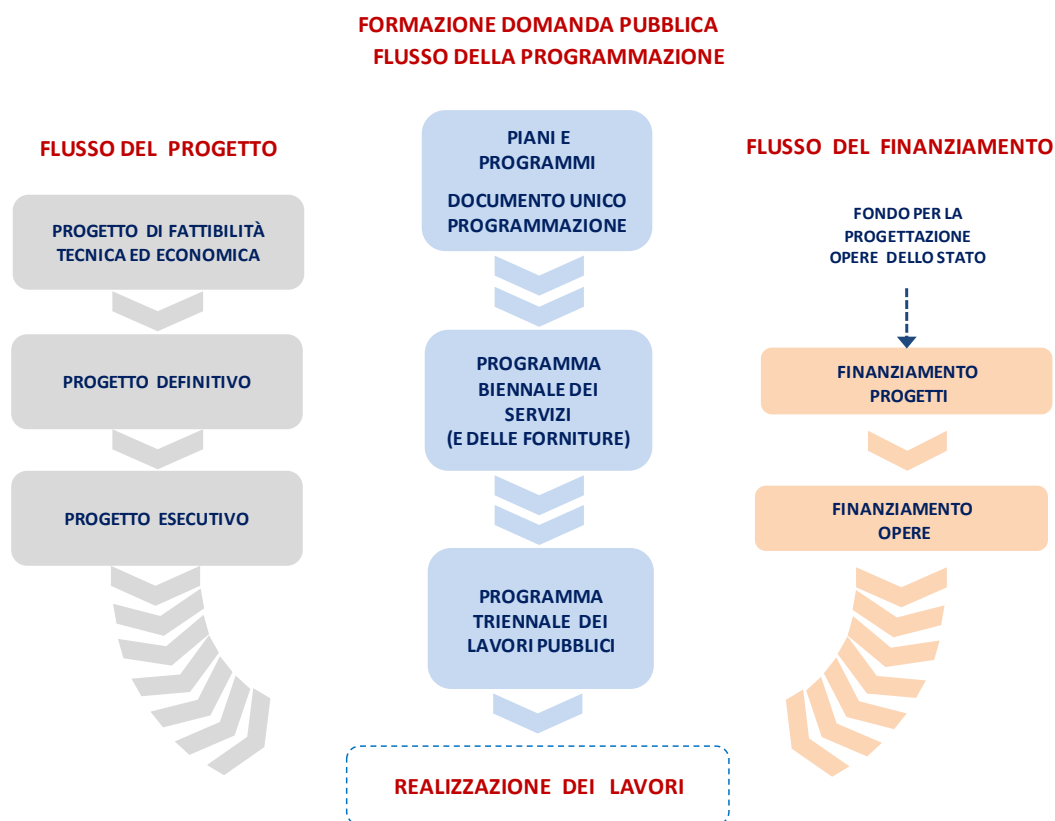 FORMAZIONE DOMANDA PUBBLICA
FLUSSO DELLA PROGRAMMAZIONE
FLUSSO DEL PROGETTO
PROGETTO DI FATTIBILITÀ
TECNICA ED ECONOMICA
PROGETTO DEFINITIVO
PROGETTO ESECUTIVO
PIANI E
PROGRAMMI
DOCUMENTO UNICO
PROGRAMMAZIONE
PROGRAMMA
BIENNALE DEI
SERVIZI
(E DELLE FORNITURE)
PROGRAMMA
TRIENNALE DEI
LAVORI PUBBLICI
FLUSSO DEL FINANZIAMENTO
FONDO PER LA
PROGETTAZIONE
OPERE DELLO STATO
FINANZIAMENTO
PROGETTI
FINANZIAMENTO
OPERE
REALIZZAZIONE DEI LAVORI